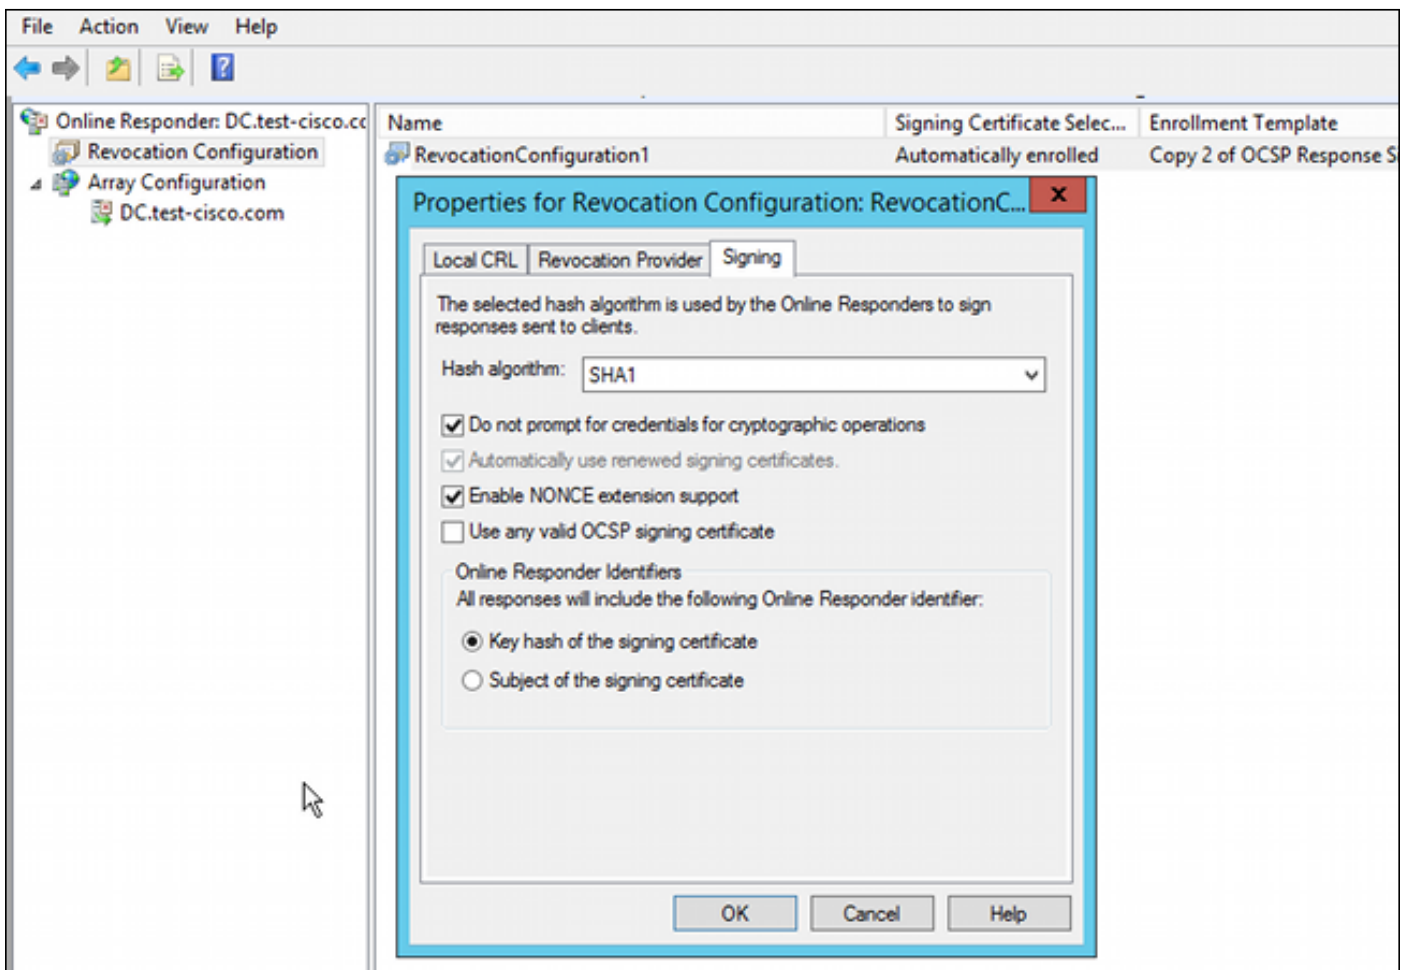 File Action View Help
Online Responder: DC.test-cisco.cc
Revocation Configuration
Array Configuration
DC.test-cisco.com
Name Signing Certificate Selec... Enrollment Template
RevocationConfiguration1 Automatically enrolled Copy 2 of OCSP Response S
Properties for Revocation Configuration: RevocationC... x
Local CRL Revocation Provider Signing
The selected hash algorithm is used by the Online Responders to sign
responses sent to clients.
Hash algorithm: SHA1
Do not prompt for credentials for cryptographic operations
Automatically use renewed signing certificates.
Enable NONCE extension support
Use any valid OCSP signing certificate
Online Responder Identifiers
All responses will include the following Online Responder identifier:
Key hash of the signing certificate
Subject of the signing certificate
OK Cancel Help